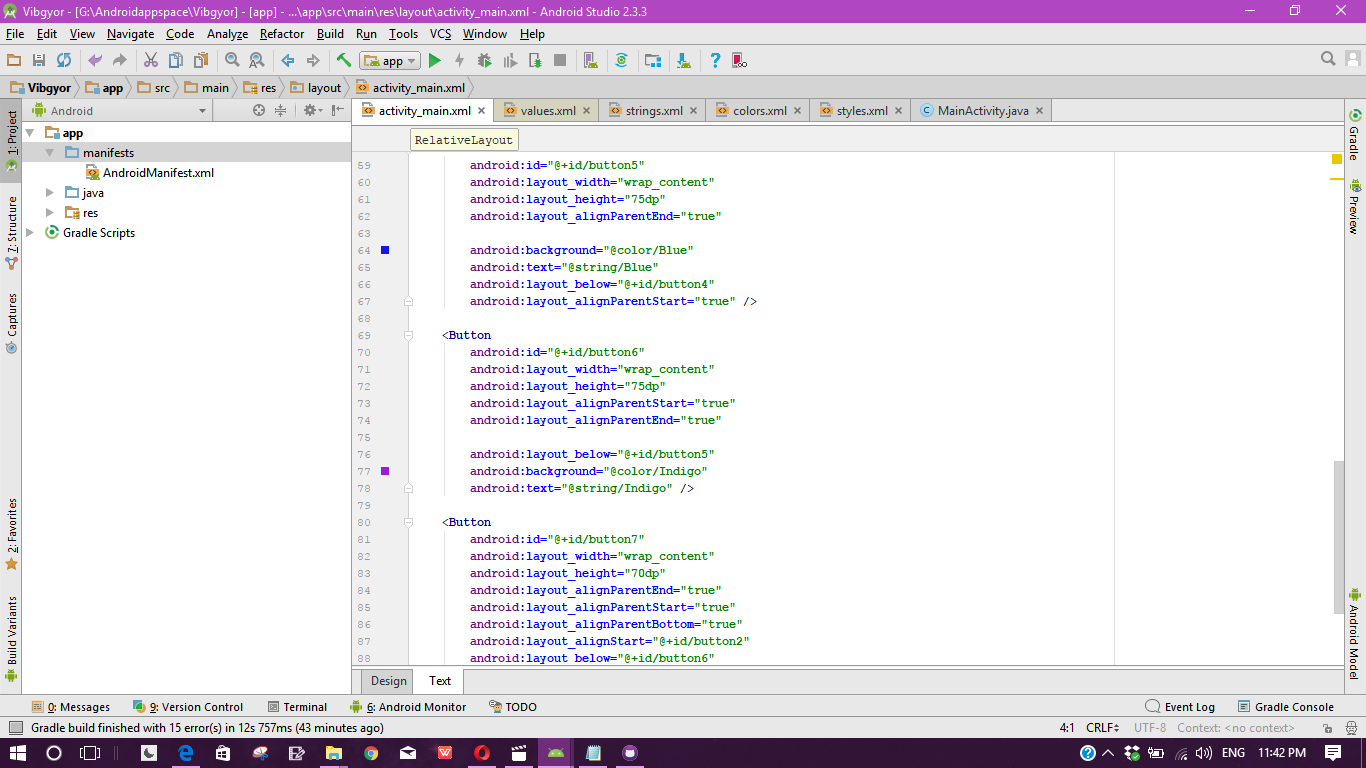 Vibgyor - [G:\Androidappspace\Vibgyor] - [app] - ...\app\src\main\res\layout\activity_main.xml - Android Studio 2.3.3
File Edit View Navigate Code Analyze Refactor Build Run Tools VCS Window Help
app
Vibgyor app src main res layout activity_main.xml
Android
activity_main.xml values.xml strings.xml colors.xml styles.xml MainActivity.java
RelativeLayout
app
manifests
AndroidManifest.xml
java
res
Gradle Scripts
1: Project
7: Structure
Captures
2: Favorites
Build Variants
59 android:id="@+id/button5"
60 android:layout_width="wrap_content"
61 android:layout_height="75dp"
62 android:layout_alignParentEnd="true"
63
64 android:background="@color/Blue"
65 android:text="@string/Blue"
66 android:layout_below="@+id/button4"
67 android:layout_alignParentStart="true" />
68
69 <Button
70 android:id="@+id/button6"
71 android:layout_width="wrap_content"
72 android:layout_height="75dp"
73 android:layout_alignParentStart="true"
74 android:layout_alignParentEnd="true"
75
76 android:layout_below="@+id/button5"
77 android:background="@color/Indigo"
78 android:text="@string/Indigo" />
79
80 <Button
81 android:id="@+id/button7"
82 android:layout_width="wrap_content"
83 android:layout_height="70dp"
84 android:layout_alignParentEnd="true"
85 android:layout_alignParentStart="true"
86 android:layout_alignParentBottom="true"
87 android:layout_alignStart="@+id/button2"
88 android:layout_below="@+id/button6"
Gradle
Preview
Android Model
Design Text
0: Messages 9: Version Control Terminal 6: Android Monitor TODO Event Log Gradle Console
Gradle build finished with 15 error(s) in 12s 757ms (43 minutes ago) 4:1 CRLF UTF-8 Context: <no context>
ENG 11:42 PM